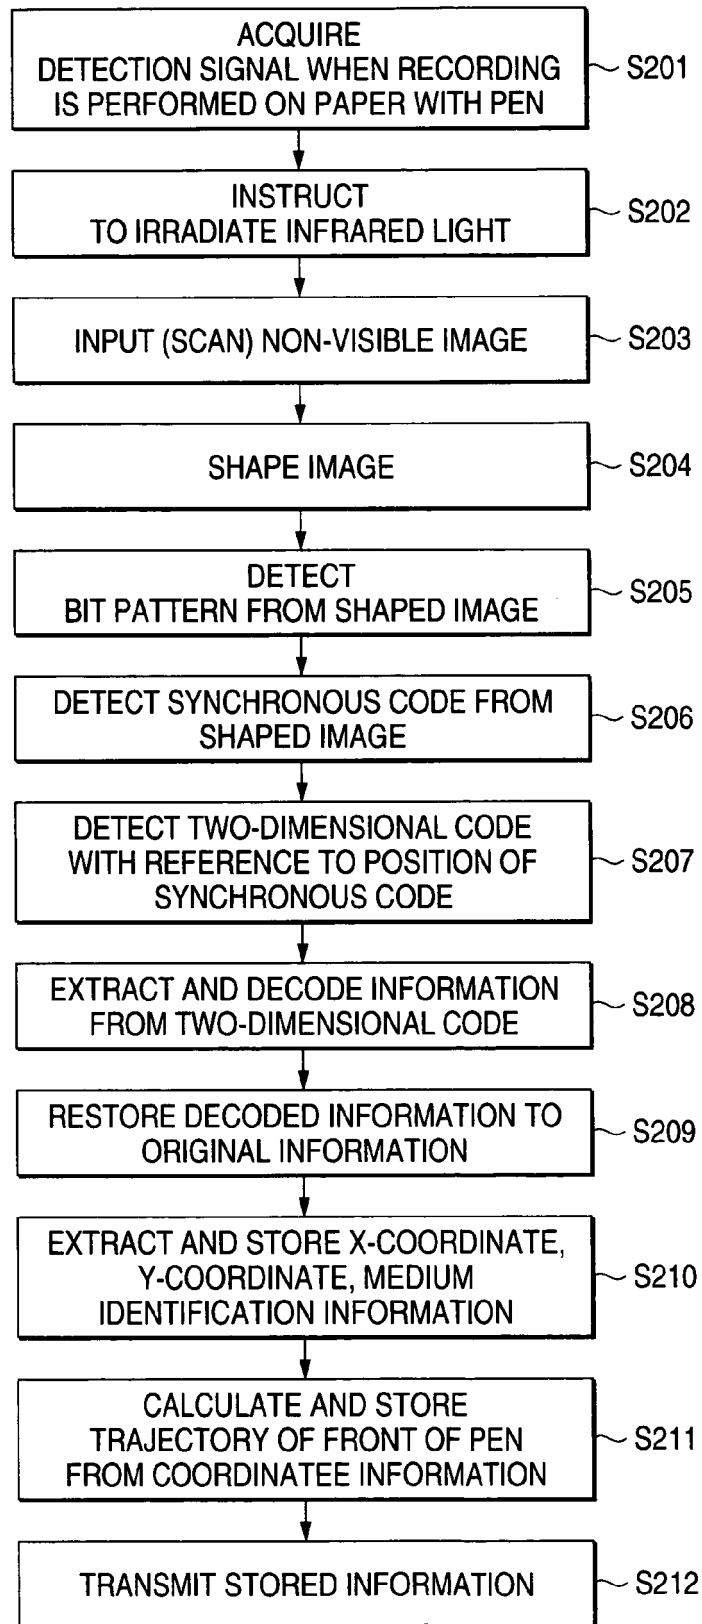 ACQUIRE
DETECTION SIGNAL WHEN RECORDING
IS PERFORMED ON PAPER WITH PEN
S201
INSTRUCT
TO IRRADIATE INFRARED LIGHT
S202
INPUT (SCAN) NON-VISIBLE IMAGE
S203
SHAPE IMAGE
S204
DETECT
BIT PATTERN FROM SHAPED IMAGE
S205
DETECT SYNCHRONOUS CODE FROM
SHAPED IMAGE
S206
DETECT TWO-DIMENSIONAL CODE
WITH REFERENCE TO POSITION OF
SYNCHRONOUS CODE
S207
EXTRACT AND DECODE INFORMATION
FROM TWO-DIMENSIONAL CODE
S208
RESTORE DECODED INFORMATION TO
ORIGINAL INFORMATION
S209
EXTRACT AND STORE X-COORDINATE,
Y-COORDINATE, MEDIUM
IDENTIFICATION INFORMATION
S210
CALCULATE AND STORE
TRAJECTORY OF FRONT OF PEN
FROM COORDINATEE INFORMATION
S211
TRANSMIT STORED INFORMATION
S212